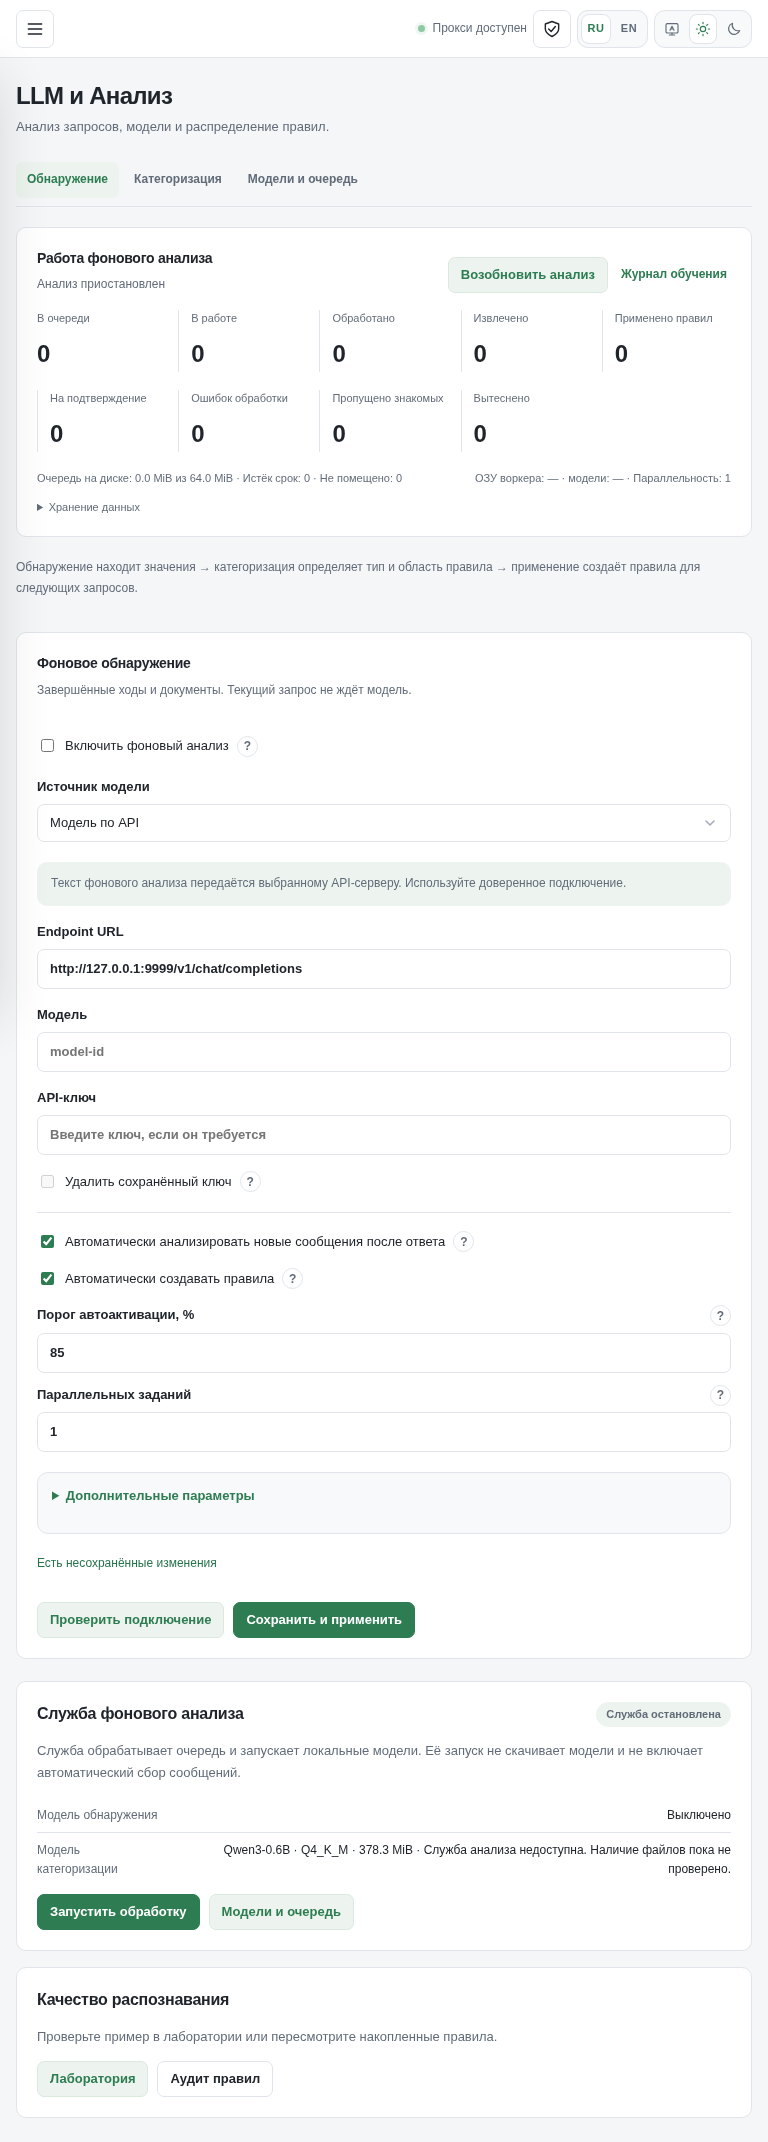 Прокси доступен
RU
EN
LLM и Анализ
Анализ запросов, модели и распределение правил.
Обнаружение
Категоризация
Модели и очередь
Работа фонового анализа
Анализ приостановлен
Возобновить анализ
Журнал обучения
В очереди
В работе
Обработано
Извлечено
Применено правил
0
0
0
0
0
На подтверждение
Ошибок обработки
Пропущено знакомых
Вытеснено
0
0
0
0
Очередь на диске: 0.0 MiB из 64.0 MiB · Истёк срок: 0 · Не помещено: 0
ОЗУ воркера: — · модели: — · Параллельность: 1
Хранение данных
Обнаружение находит значения → категоризация определяет тип и область правила → применение создаёт правила для
следующих запросов.
Фоновое обнаружение
Завершённые ходы и документы. Текущий запрос не ждёт модель.
Включить фоновый анализ ?
Источник модели
Модель по API
Текст фонового анализа передаётся выбранному API-серверу. Используйте доверенное подключение.
Endpoint URL
http://127.0.0.1:9999/v1/chat/completions
Модель
model-id
API-ключ
Введите ключ, если он требуется
Удалить сохранённый ключ ?
Автоматически анализировать новые сообщения после ответа ?
Автоматически создавать правила ?
Порог автоактивации, % ?
85
Параллельных заданий ?
1
Дополнительные параметры
Есть несохранённые изменения
Проверить подключение
Сохранить и применить
Служба фонового анализа
Служба остановлена
Служба обрабатывает очередь и запускает локальные модели. Её запуск не скачивает модели и не включает
автоматический сбор сообщений.
Модель обнаружения
Выключено
Модель
категоризации
Qwen3-0.6B · Q4_K_M · 378.3 MiB · Служба анализа недоступна. Наличие файлов пока не
проверено.
Запустить обработку
Модели и очередь
Качество распознавания
Проверьте пример в лаборатории или пересмотрите накопленные правила.
Лаборатория
Аудит правил